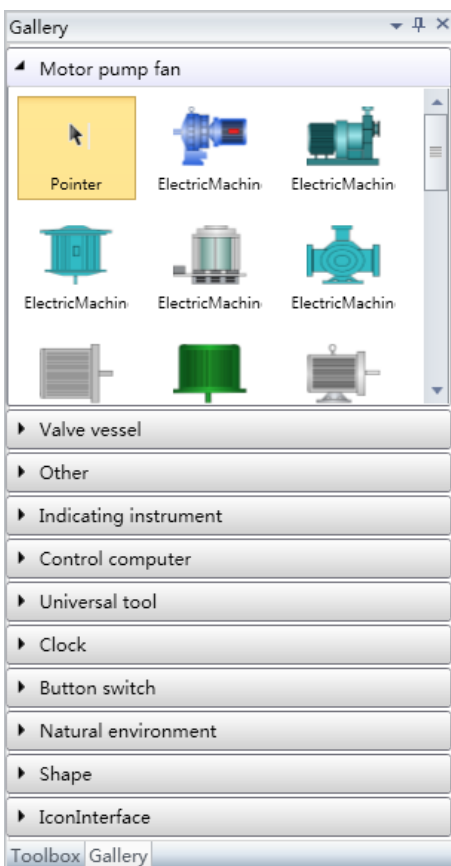 Gallery
Motor pump fan
Pointer ElectricMachin ElectricMachin
ElectricMachin ElectricMachin ElectricMachin
Valve vessel
Other
Indicating instrument
Control computer
Universal tool
Clock
Button switch
Natural environment
Shape
IconInterface
Toolbox Gallery